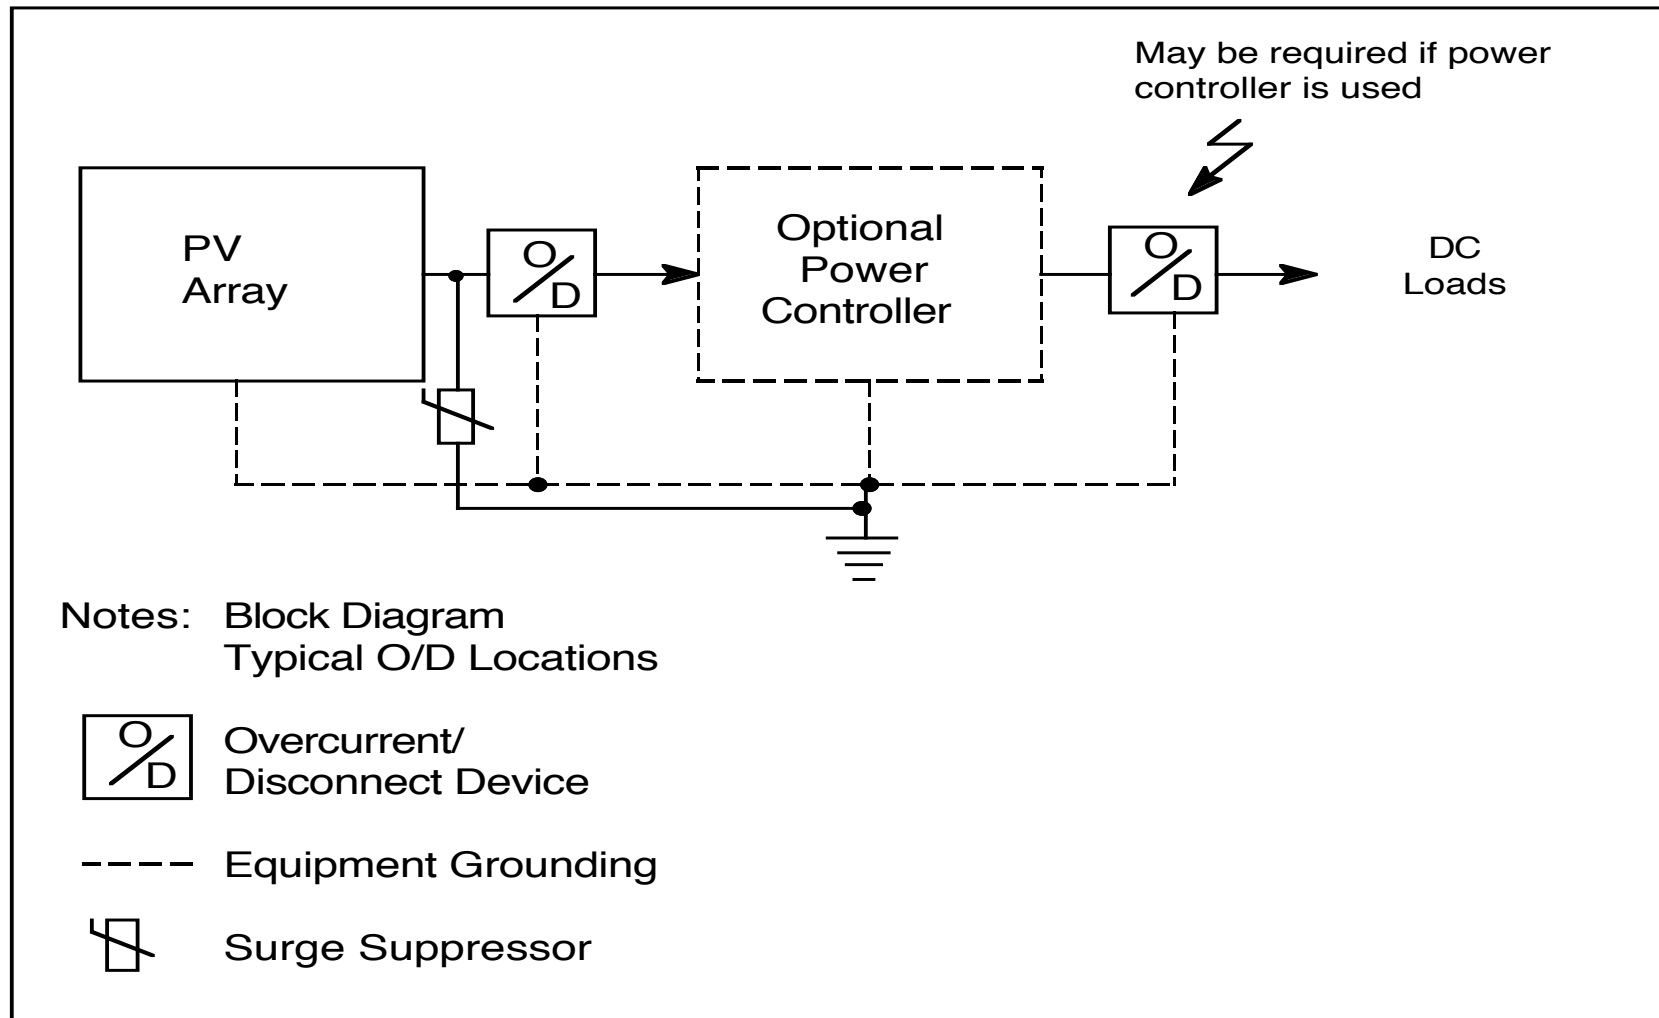 May be required if power
controller is used
PV
Array
O/D
Optional
Power
Controller
O/D
DC
Loads
Notes: Block Diagram
Typical O/D Locations
O/D
Overcurrent/
Disconnect Device
Equipment Grounding
Surge Suppressor